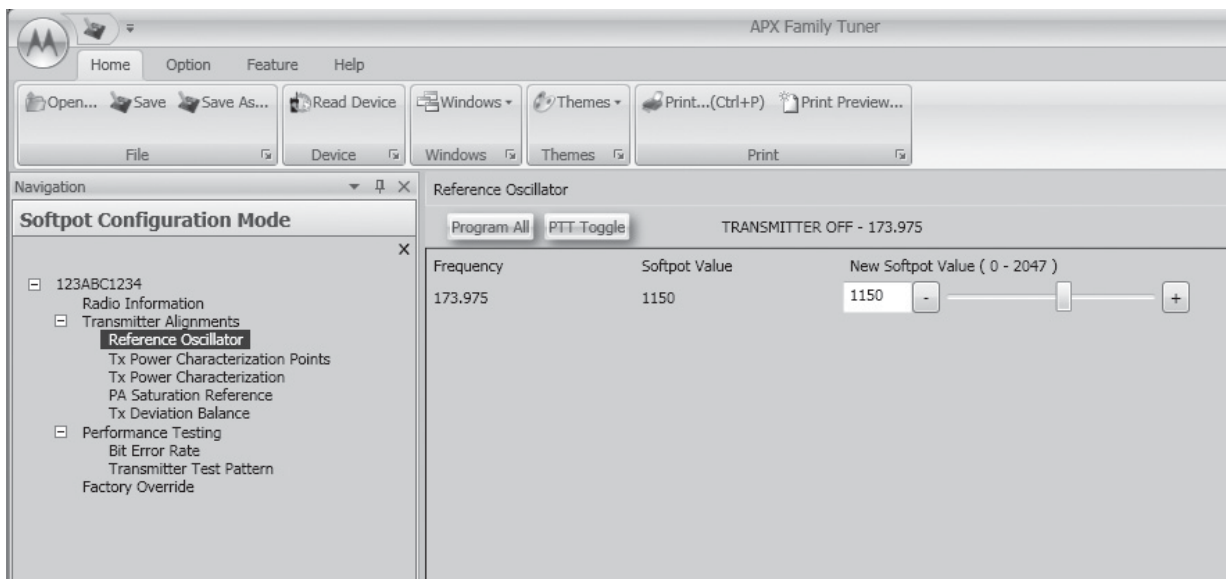 APX Family Tuner
Home Option Feature Help
Open... Save Save As... Read Device Windows Themes Print...(Ctrl+P) Print Preview...
File Device Windows Themes Print
Navigation
Softpot Configuration Mode
123ABC1234
Radio Information
Transmitter Alignments
Reference Oscillator
Tx Power Characterization Points
Tx Power Characterization
PA Saturation Reference
Tx Deviation Balance
Performance Testing
Bit Error Rate
Transmitter Test Pattern
Factory Override
Reference Oscillator
Program All PTT Toggle TRANSMITTER OFF - 173.975
Frequency Softpot Value New Softpot Value ( 0 - 2047 )
173.975 1150 1150 - +